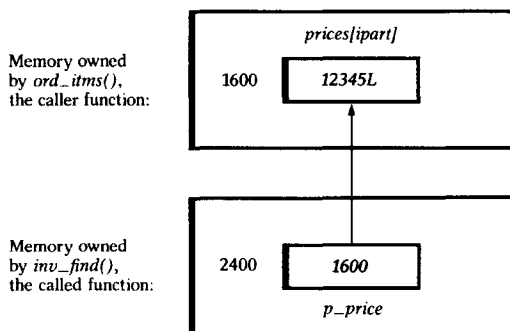 prices[ipart]
Memory owned
by ord_itms(),
the caller function:
1600
12345L
Memory owned
by inv_find(),
the called function:
2400
1600
p_price